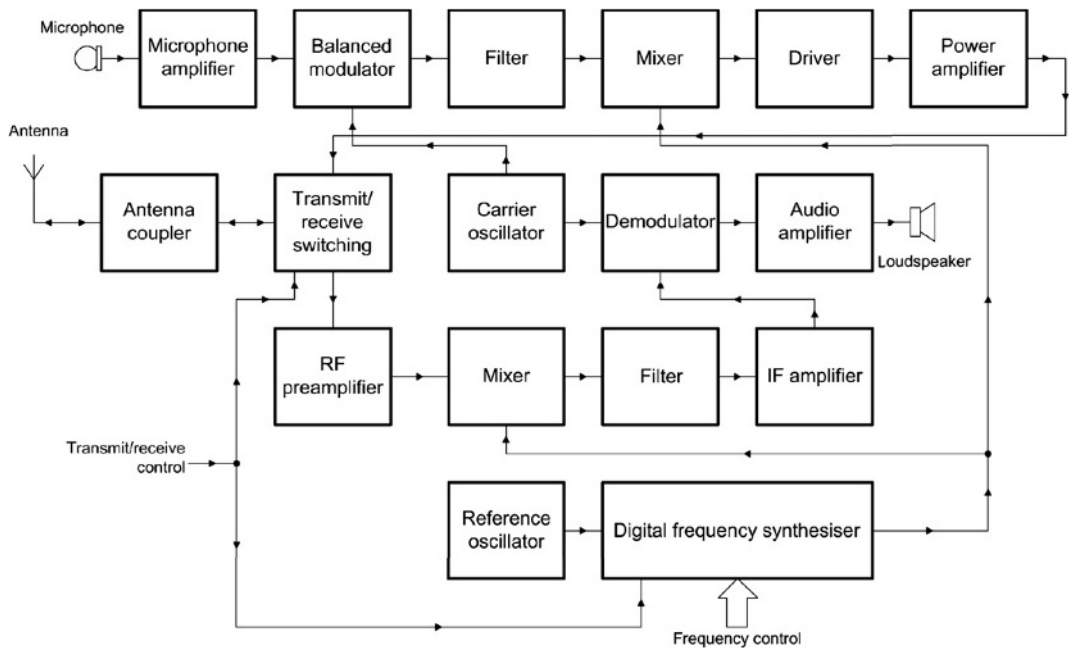 Microphone
Microphone
amplifier
Balanced
modulator
Filter
Mixer
Driver
Power
amplifier
Antenna
Antenna
coupler
Transmit/
receive
switching
Carrier
oscillator
Demodulator
Audio
amplifier
Loudspeaker
RF
preamplifier
Mixer
Filter
IF amplifier
Transmit/receive
control
Reference
oscillator
Digital frequency synthesiser
Frequency control